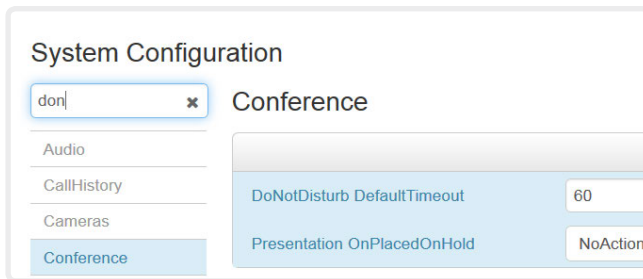 System Configuration
don
Audio
CallHistory
Cameras
Conference
Conference
DoNotDisturb DefaultTimeout 60
Presentation OnPlacedOnHold NoAction